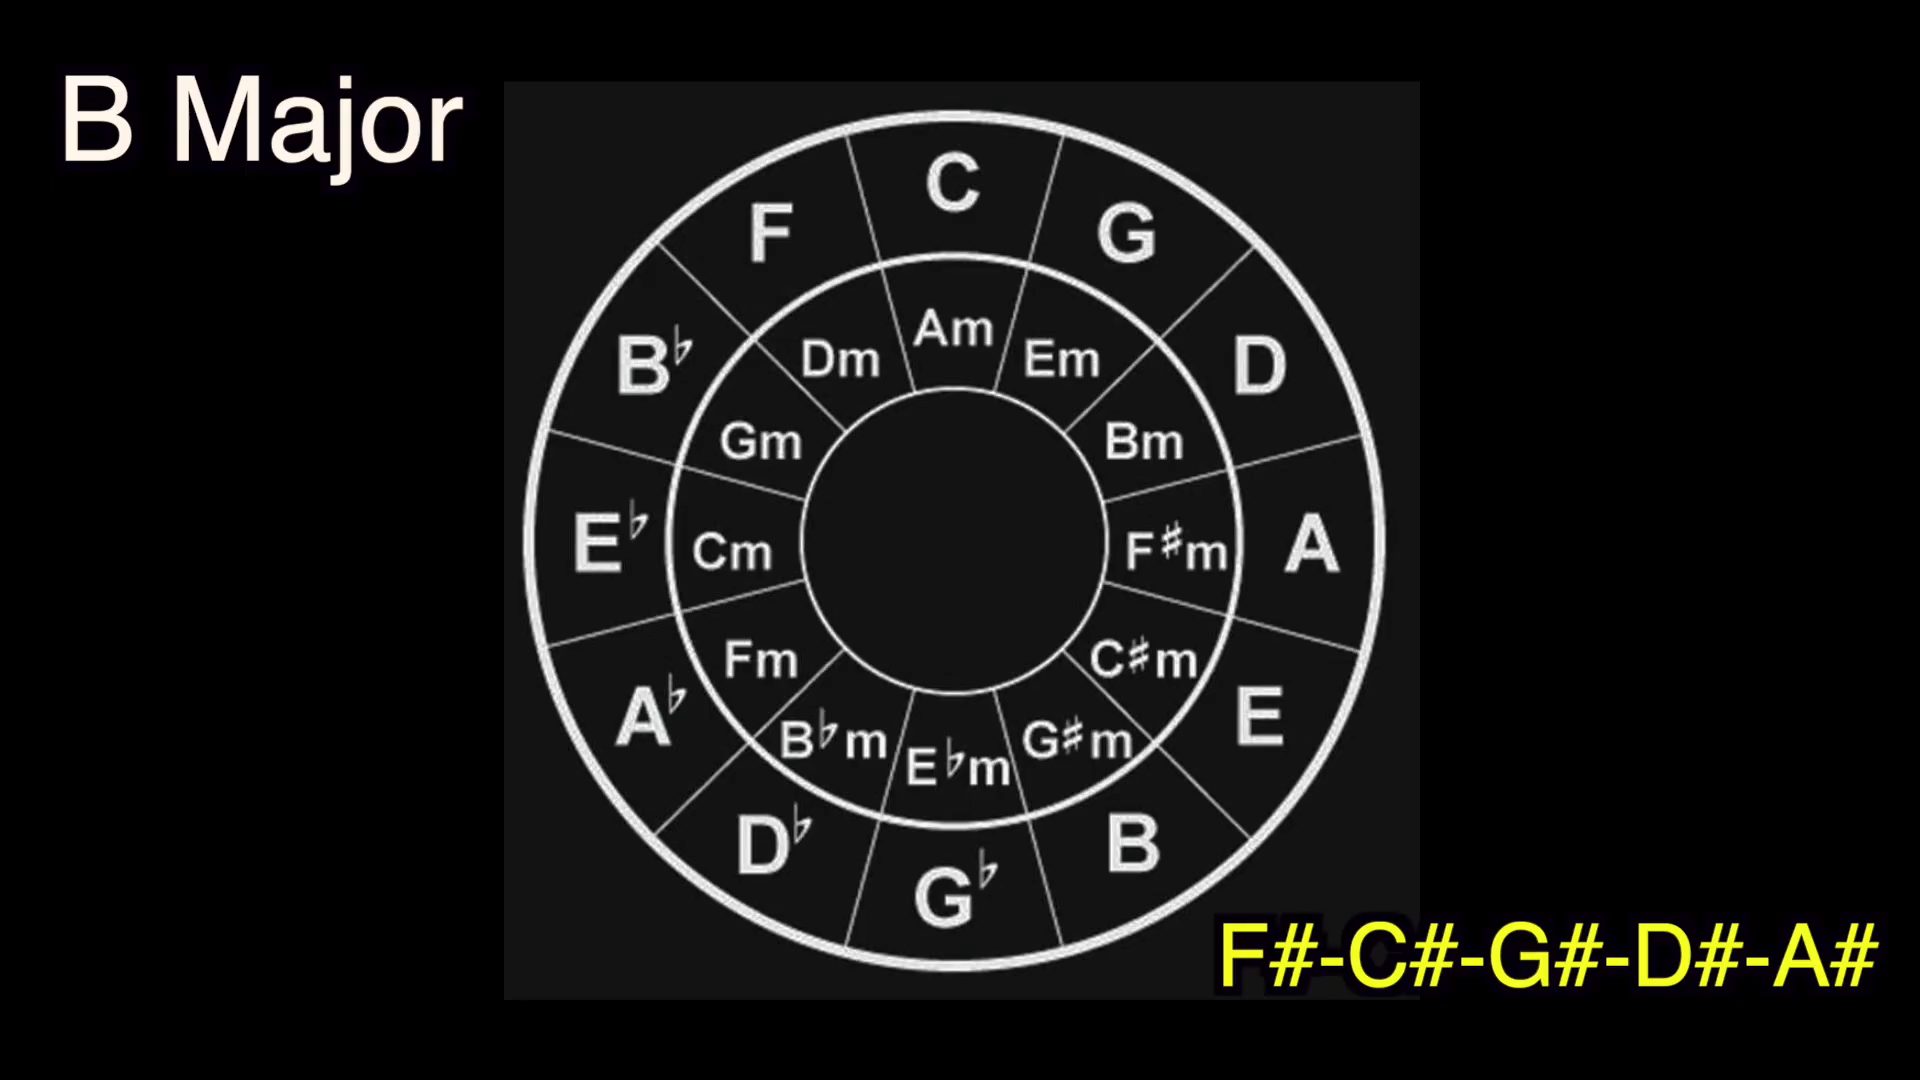 B Major
C
F
G
B♭
D
Am
Dm
Em
Gm
Bm
E♭
A
Cm
F♯m
Fm
C♯m
A♭
E
B♭m
G♯m
E♭m
D♭
B
G♭
F#-C#-G#-D#-A#